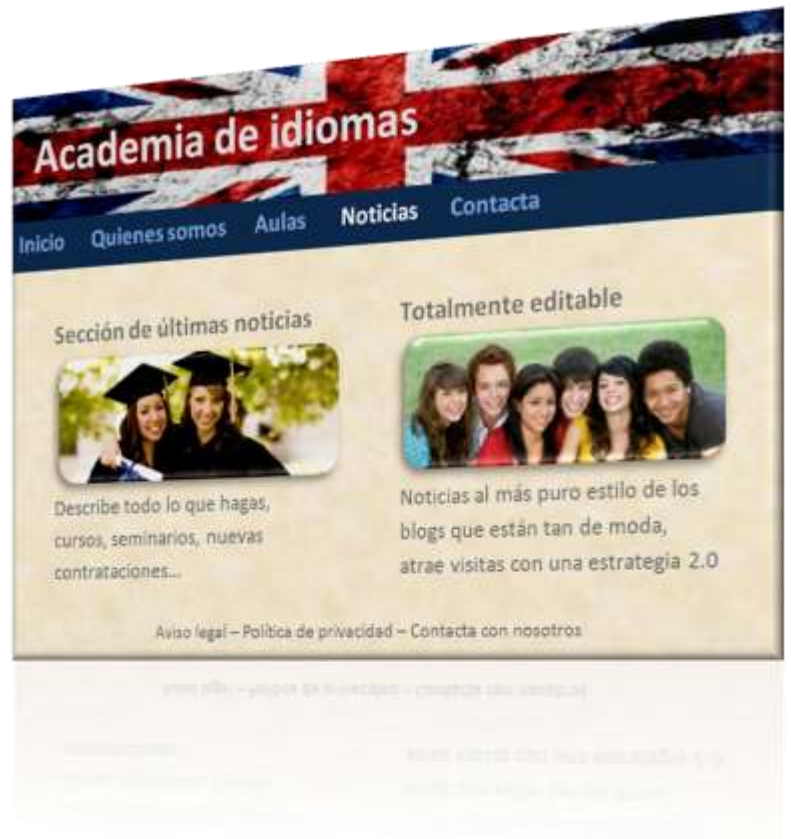 Academia de idiomas
Inicio Quienes somos Aulas Noticias Contacta
Sección de últimas noticias
Describe todo lo que hagas,
cursos, seminarios, nuevas
contrataciones...
Totalmente editable
Noticias al más puro estilo de los
blogs que están tan de moda,
atrae visitas con una estrategia 2.0
Aviso legal – Política de privacidad – Contacta con nosotros